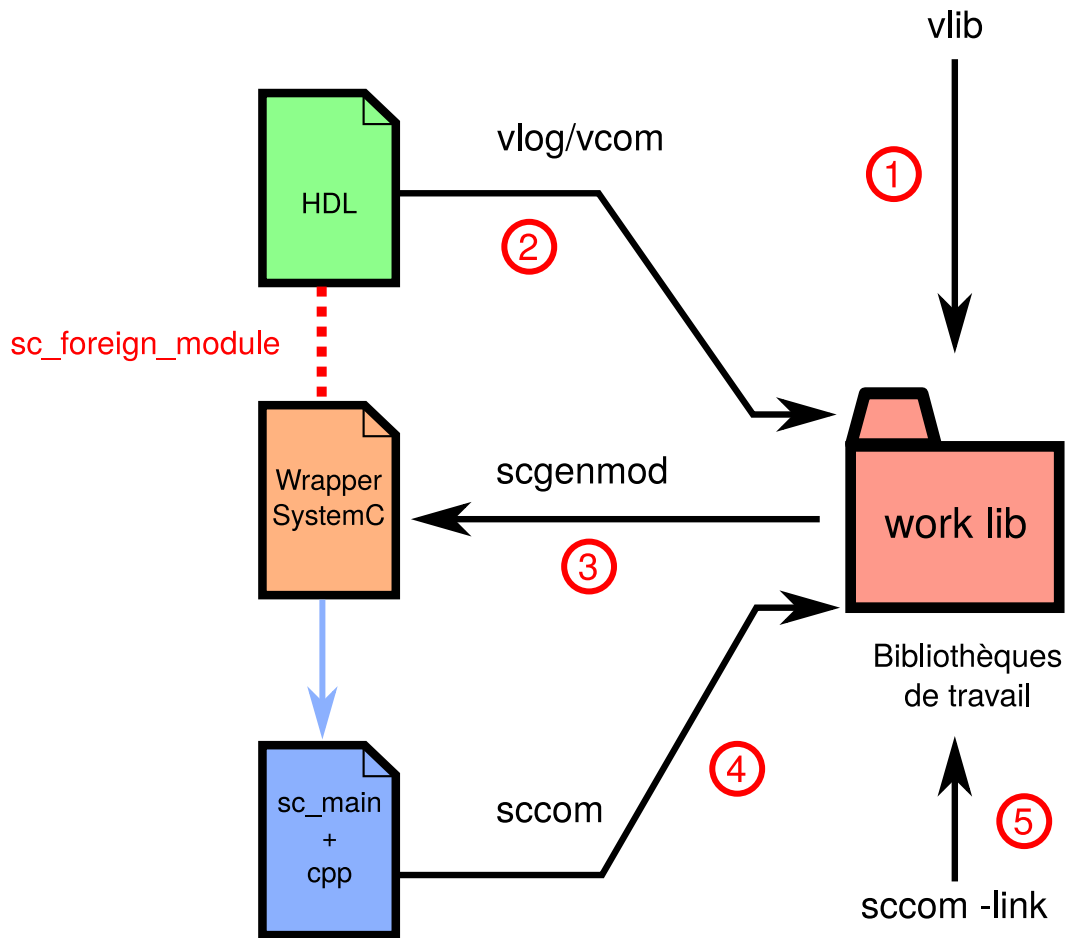 vlib
vlog/vcom
1
HDL
2
sc_foreign_module
Wrapper
SystemC
scgenmod
3
work lib
Bibliothèques
de travail
sc_main
+
cpp
sccom
4
5
sccom -link